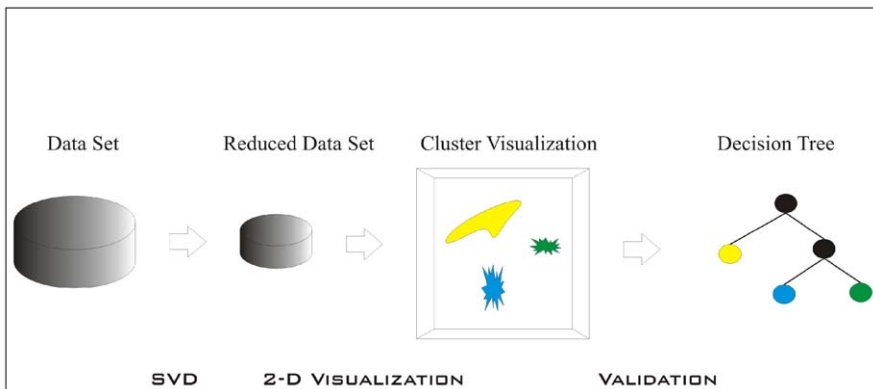 Data Set
Reduced Data Set
Cluster Visualization
Decision Tree
SVD
2-D VISUALIZATION
VALIDATION